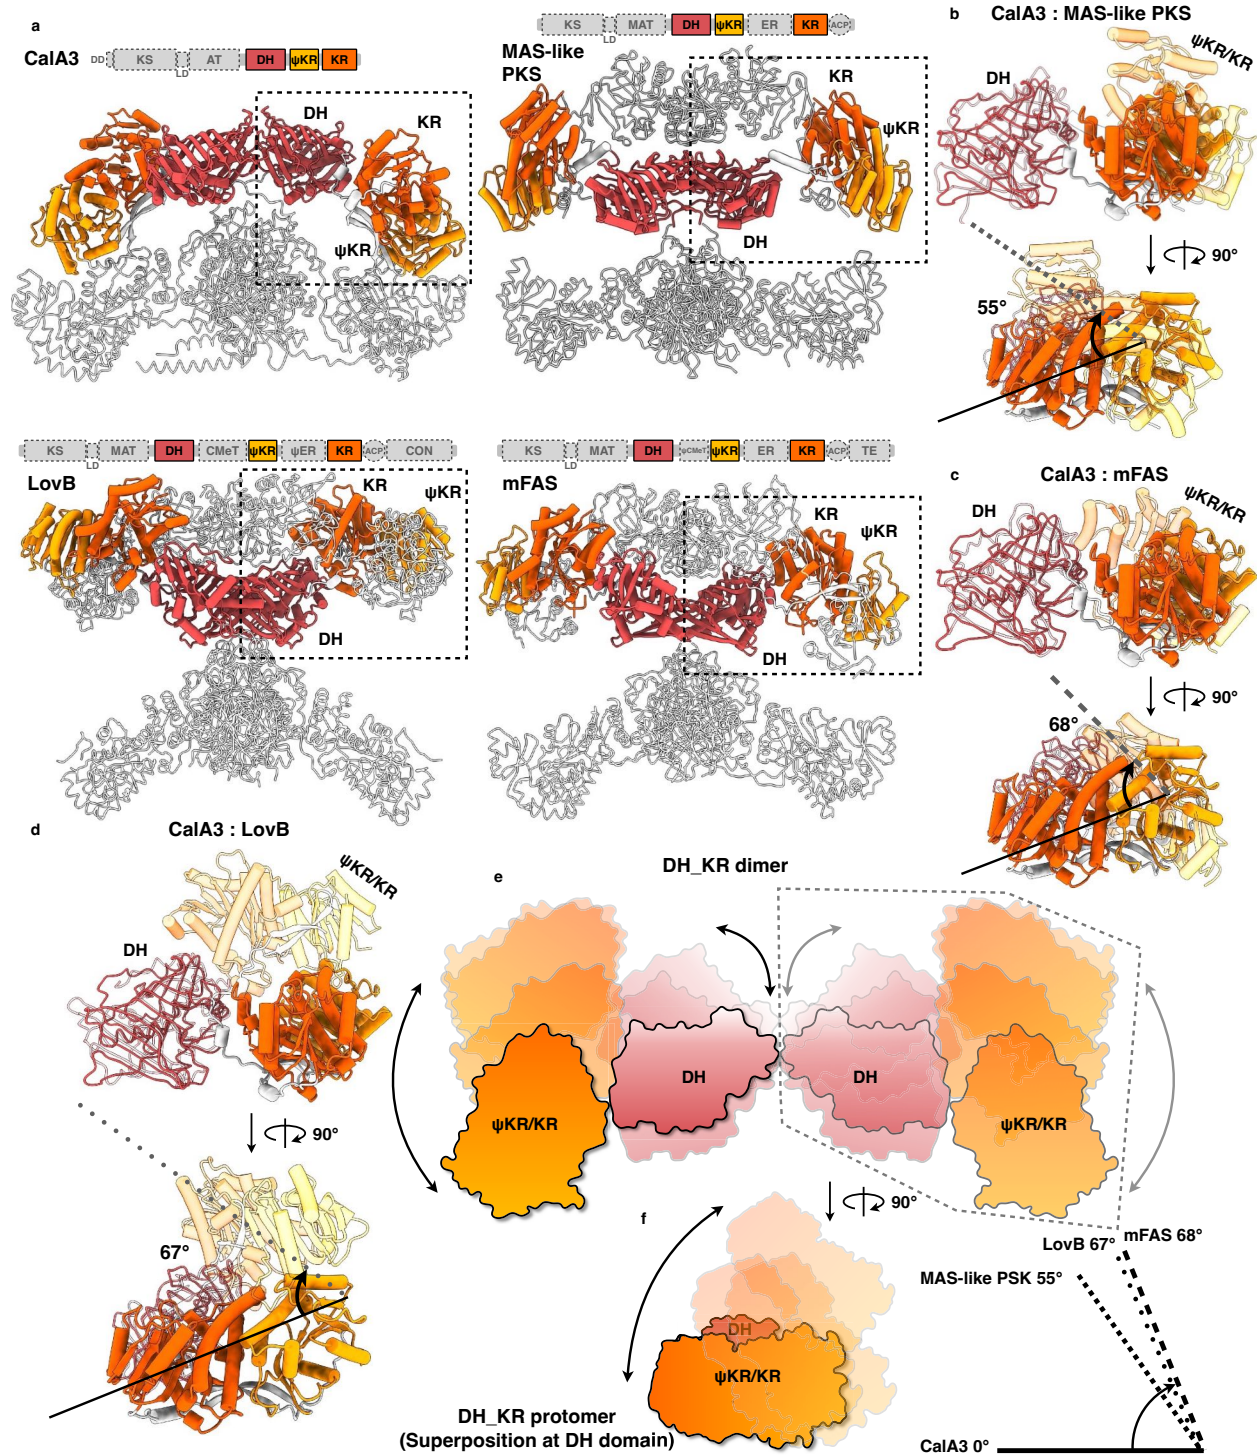 a
CalA3
DD KS LD AT DH ψKR KR
DH
KR
ψKR
KS LD MAT DH ψKR ER KR ACP
MAS-like
PKS
KR
ψKR
DH
b CalA3 : MAS-like PKS
ψKR/KR
DH
90°
55°
KS LD MAT DH CMeT ψKR ψER KR ACP CON
LovB
KR
ψKR
DH
KS LD MAT DH ψCMeT ψKR ER KR ACP TE
mFAS
KR
ψKR
DH
c
CalA3 : mFAS
ψKR/KR
DH
90°
68°
d
CalA3 : LovB
ψKR/KR
DH
90°
67°
e
DH_KR dimer
DH
DH
ψKR/KR
ψKR/KR
90°
f
DH
ψKR/KR
DH_KR protomer
(Superposition at DH domain)
mFAS 68°
LovB 67°
MAS-like PSK 55°
CalA3 0°